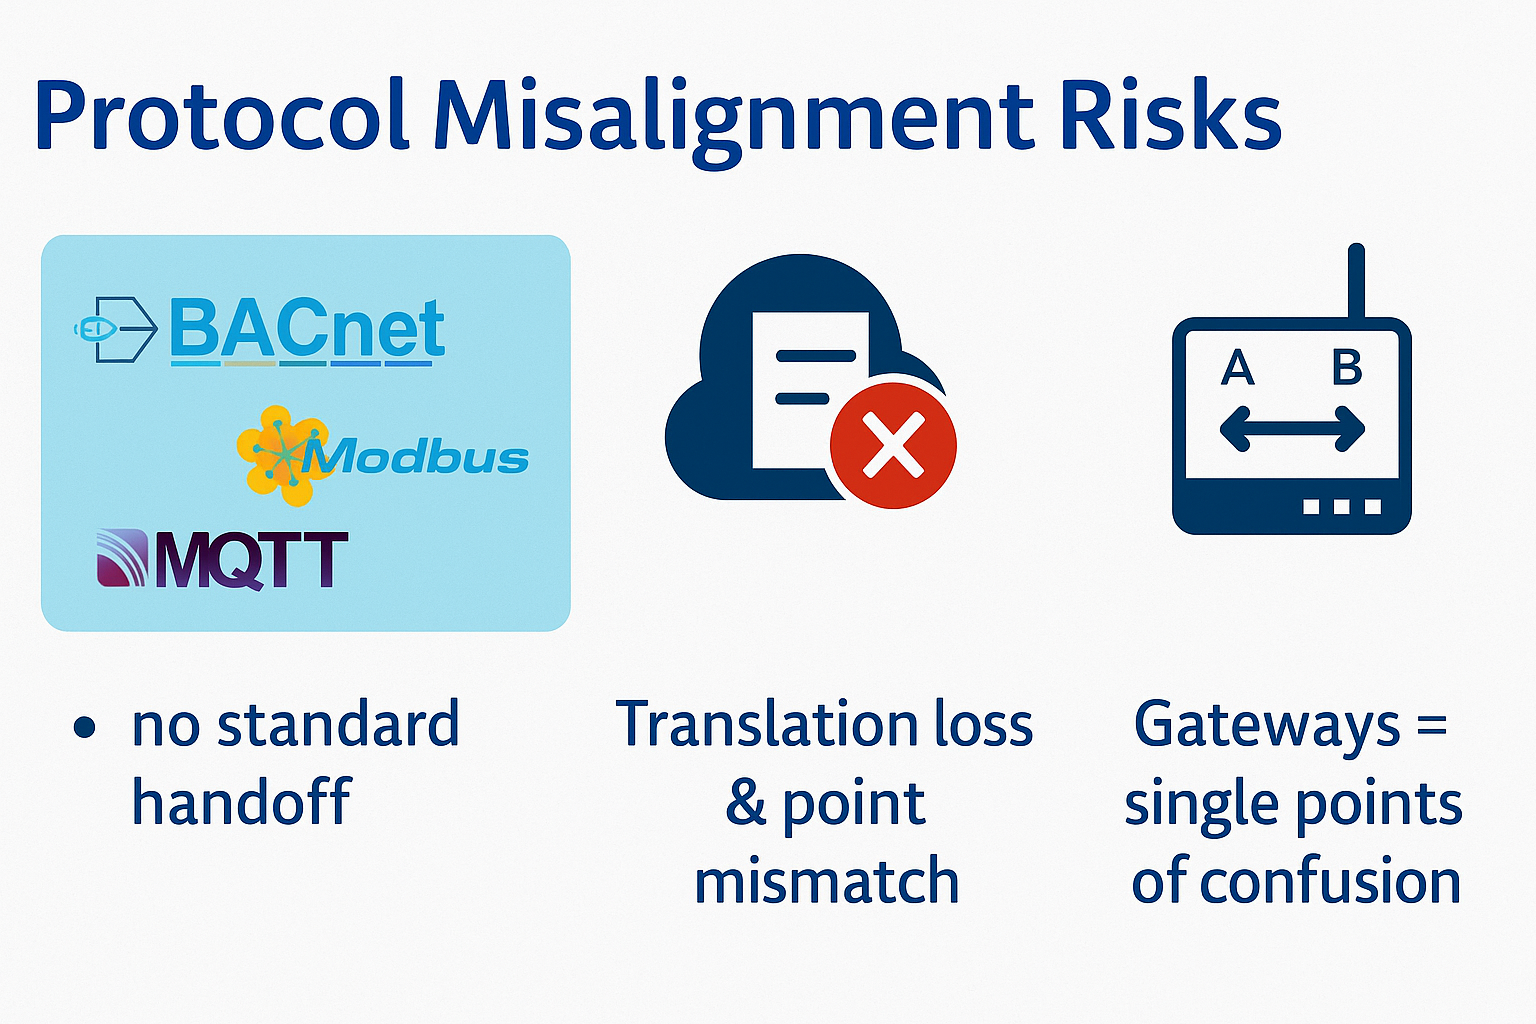 Protocol Misalignment Risks
BACnet
Modbus
MQTT
A B
• no standard
handoff
Translation loss
& point
mismatch
Gateways =
single points
of confusion